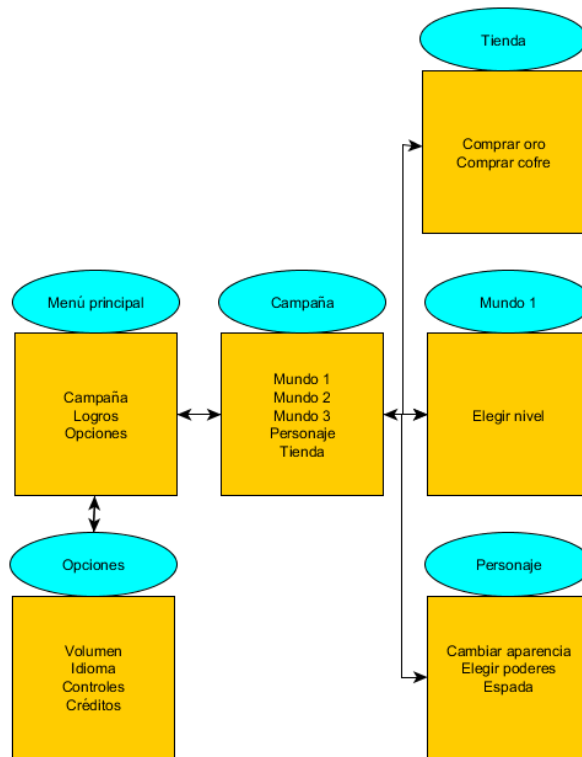 Tienda
Comprar oro
Comprar cofre
Menú principal
Campaña
Logros
Opciones
Campaña
Mundo 1
Mundo 2
Mundo 3
Personaje
Tienda
Mundo 1
Elegir nivel
Opciones
Volumen
Idioma
Controles
Créditos
Personaje
Cambiar aparencia
Elegir poderes
Espada